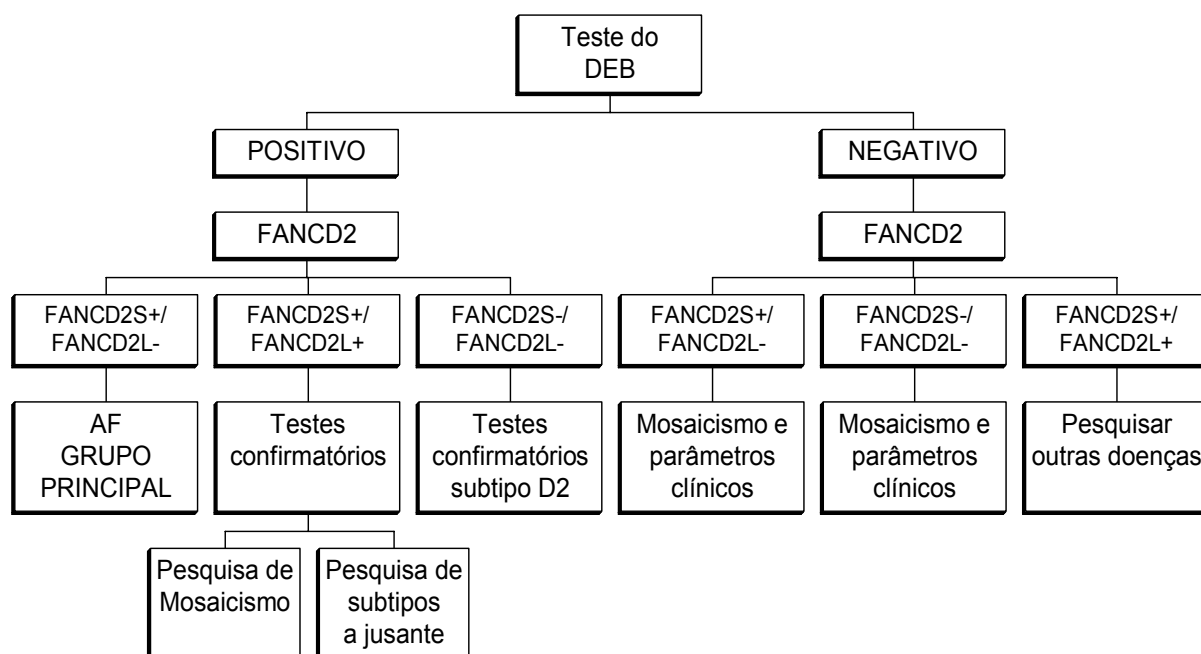 Teste do
DEB
POSITIVO
NEGATIVO
FANCD2
FANCD2
FANCD2S+/
FANCD2L-
FANCD2S+/
FANCD2L+
FANCD2S-/
FANCD2L-
FANCD2S+/
FANCD2L-
FANCD2S-/
FANCD2L-
FANCD2S+/
FANCD2L+
AF
GRUPO
PRINCIPAL
Testes
confirmatórios
Testes
confirmatórios
subtipo D2
Mosaicismo e
parâmetros
clínicos
Mosaicismo e
parâmetros
clínicos
Pesquisar
outras doenças
Pesquisa de
Mosaicismo
Pesquisa de
subtipos
a jusante